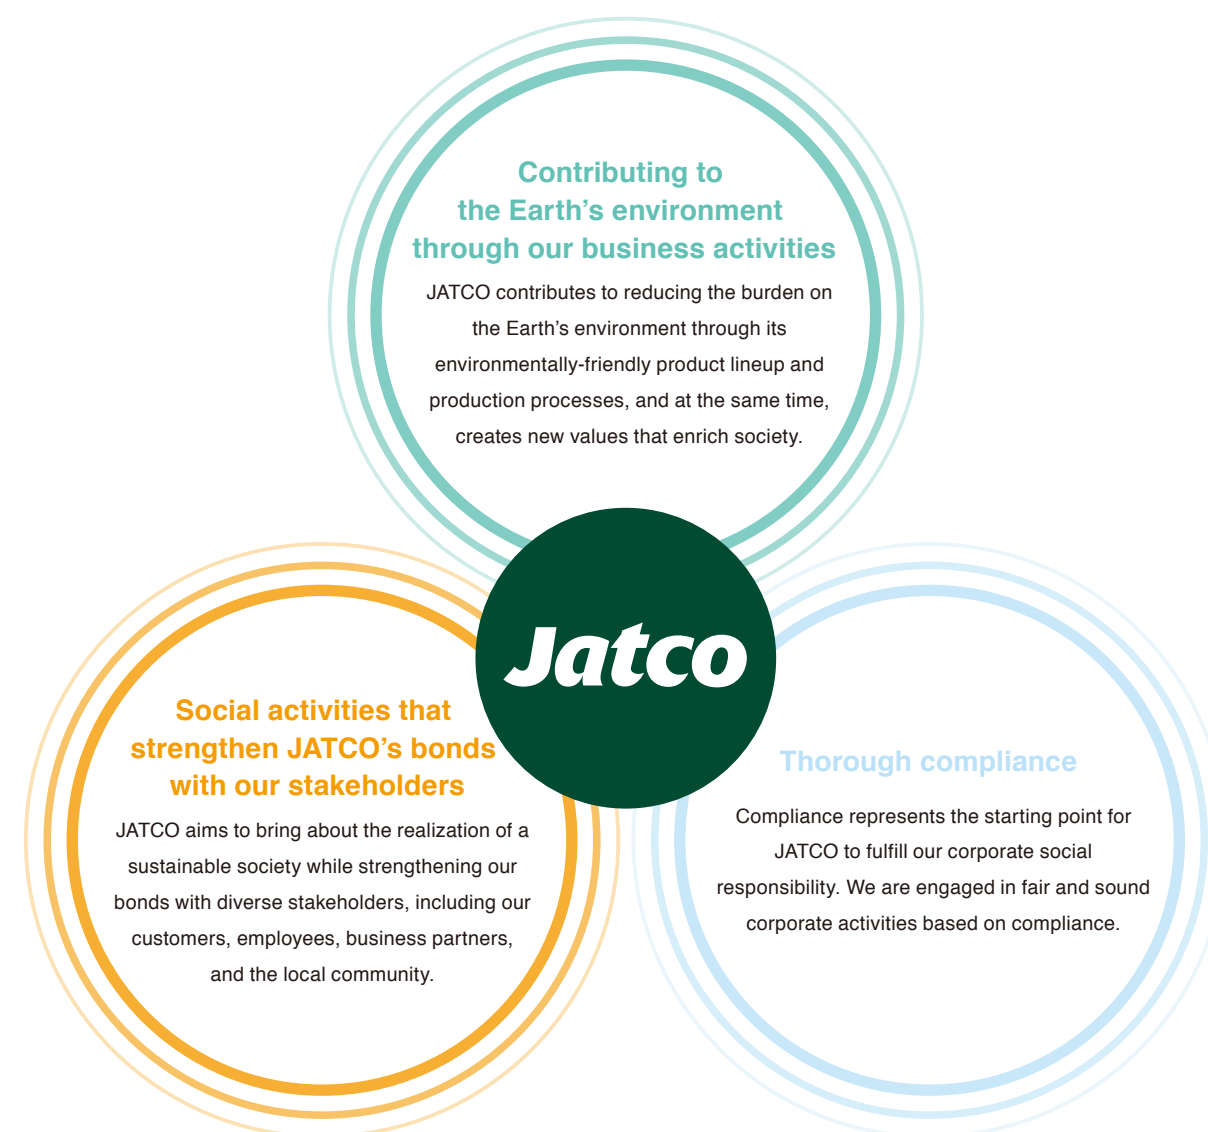 Contributing to
the Earth’s environment
through our business activities
JATCO contributes to reducing the burden on
the Earth’s environment through its
environmentally-friendly product lineup and
production processes, and at the same time,
creates new values that enrich society.
Jatco
Social activities that
strengthen JATCO’s bonds
with our stakeholders
JATCO aims to bring about the realization of a
sustainable society while strengthening our
bonds with diverse stakeholders, including our
customers, employees, business partners,
and the local community.
Thorough compliance
Compliance represents the starting point for
JATCO to fulfill our corporate social
responsibility. We are engaged in fair and sound
corporate activities based on compliance.